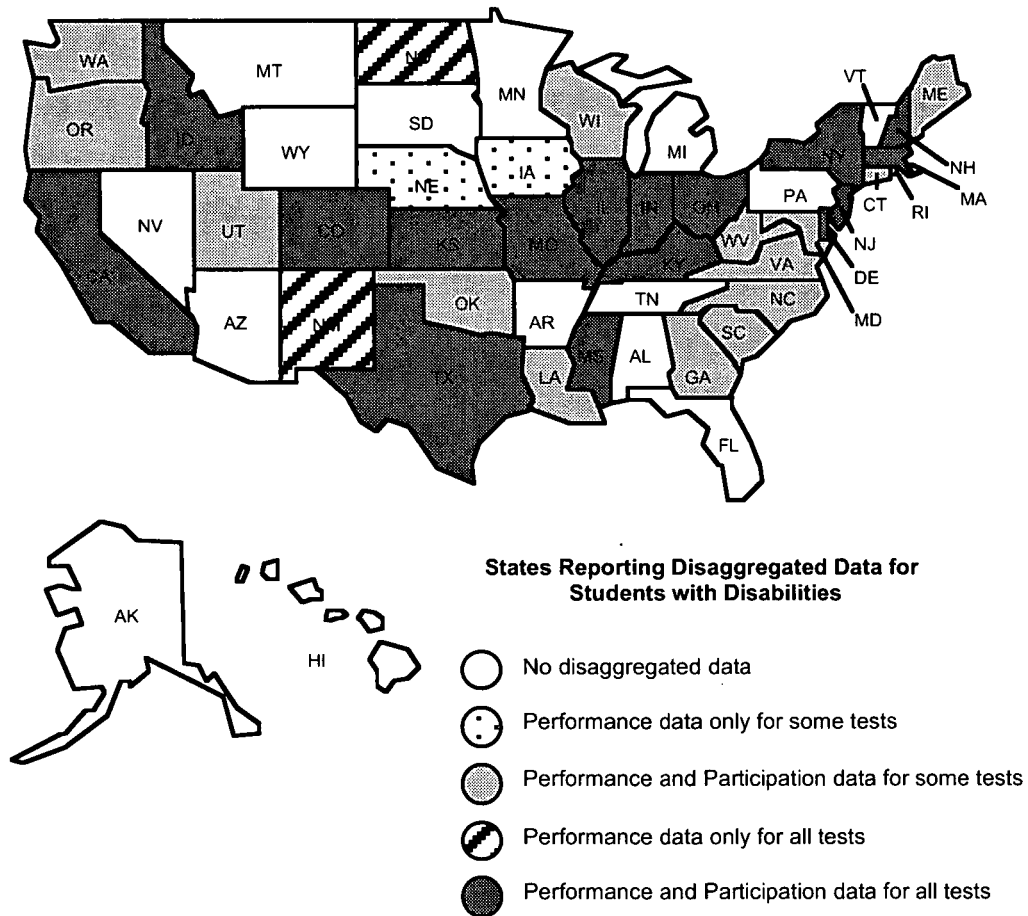 WA
MT
ND
MN
VT
ME
OR
ID
SD
WI
WY
MI
NY
NH
NE
IA
MA
PA
CT
RI
NV
UT
CO
IL
IN
OH
NJ
KS
MO
WV
DE
CA
KY
VA
MD
AZ
NM
OK
TN
NC
AR
SC
TX
MS
AL
GA
LA
FL
AK
HI
States Reporting Disaggregated Data for
Students with Disabilities
No disaggregated data
Performance data only for some tests
Performance and Participation data for some tests
Performance data only for all tests
Performance and Participation data for all tests